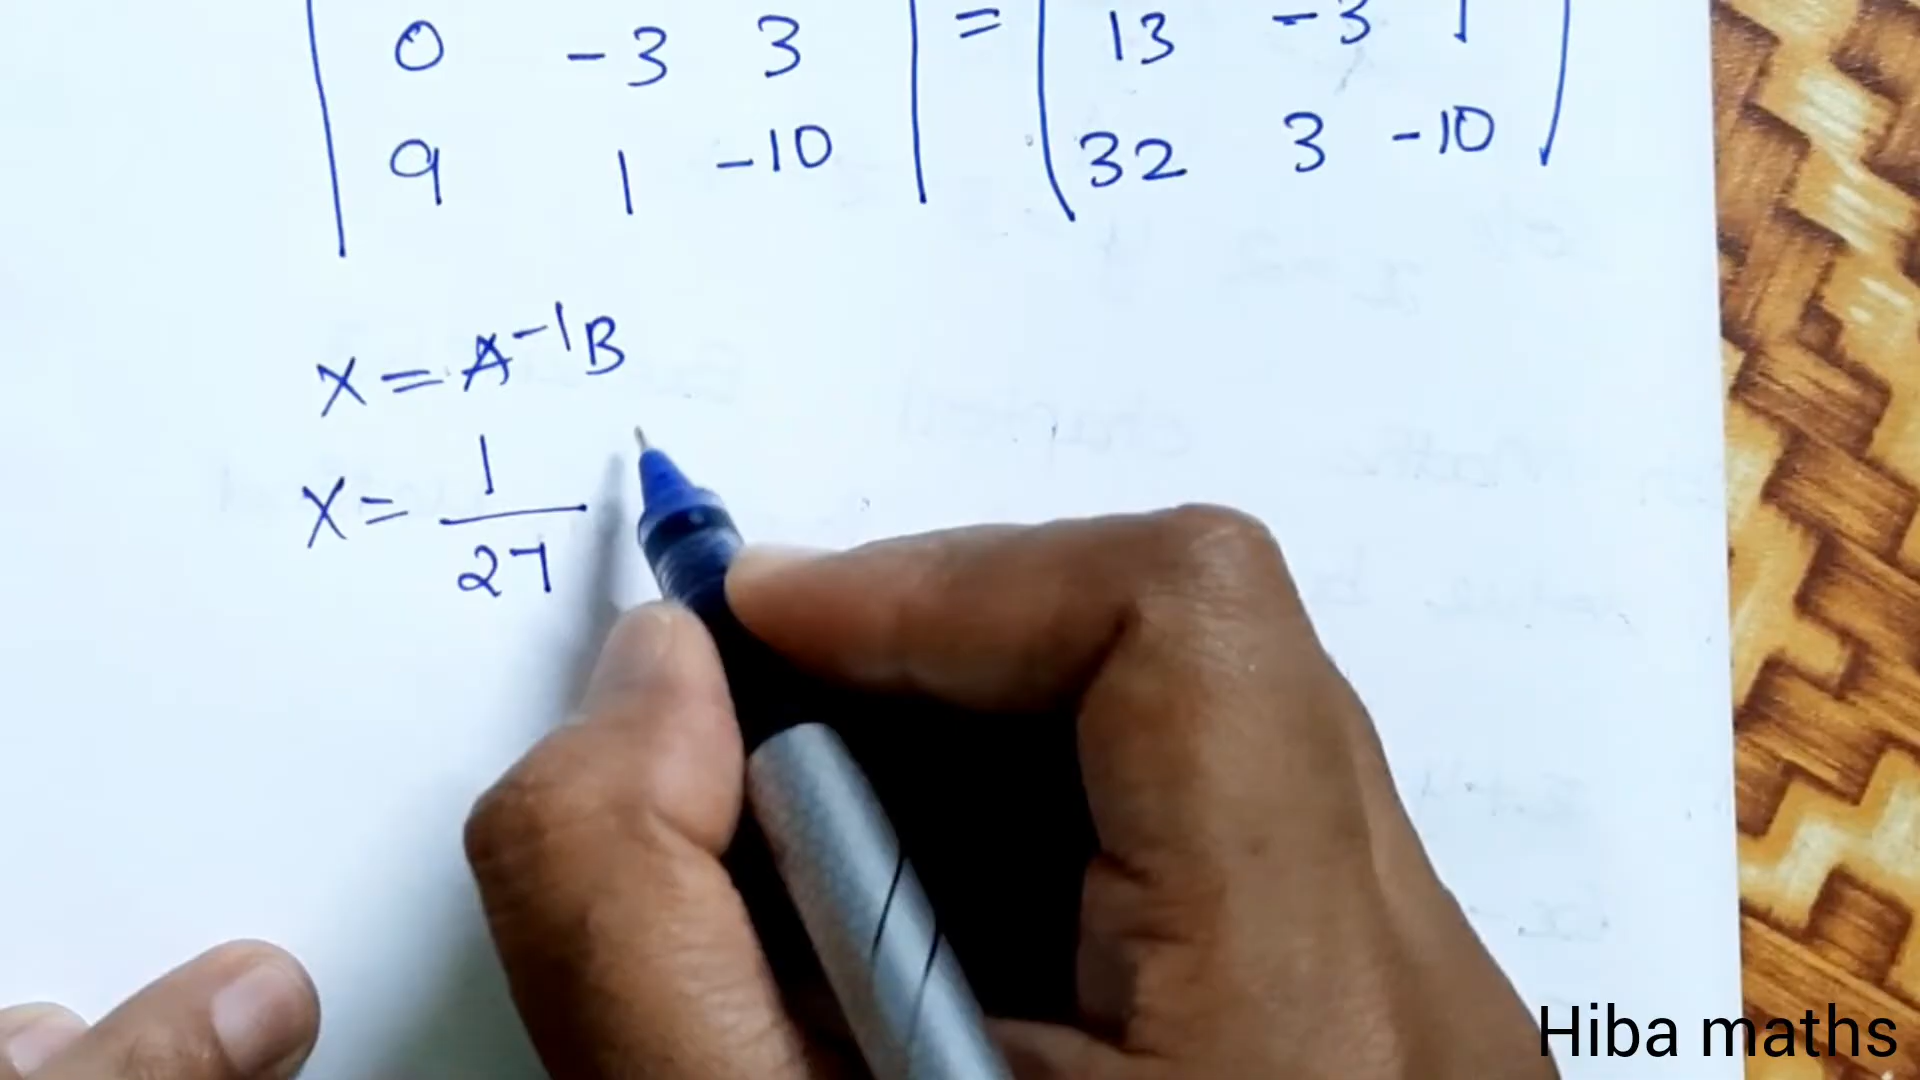 0 -3 3 = 13 -3 1
9 1 -10 32 3 -10
X = A⁻¹B
X = 1/27
Hiba maths